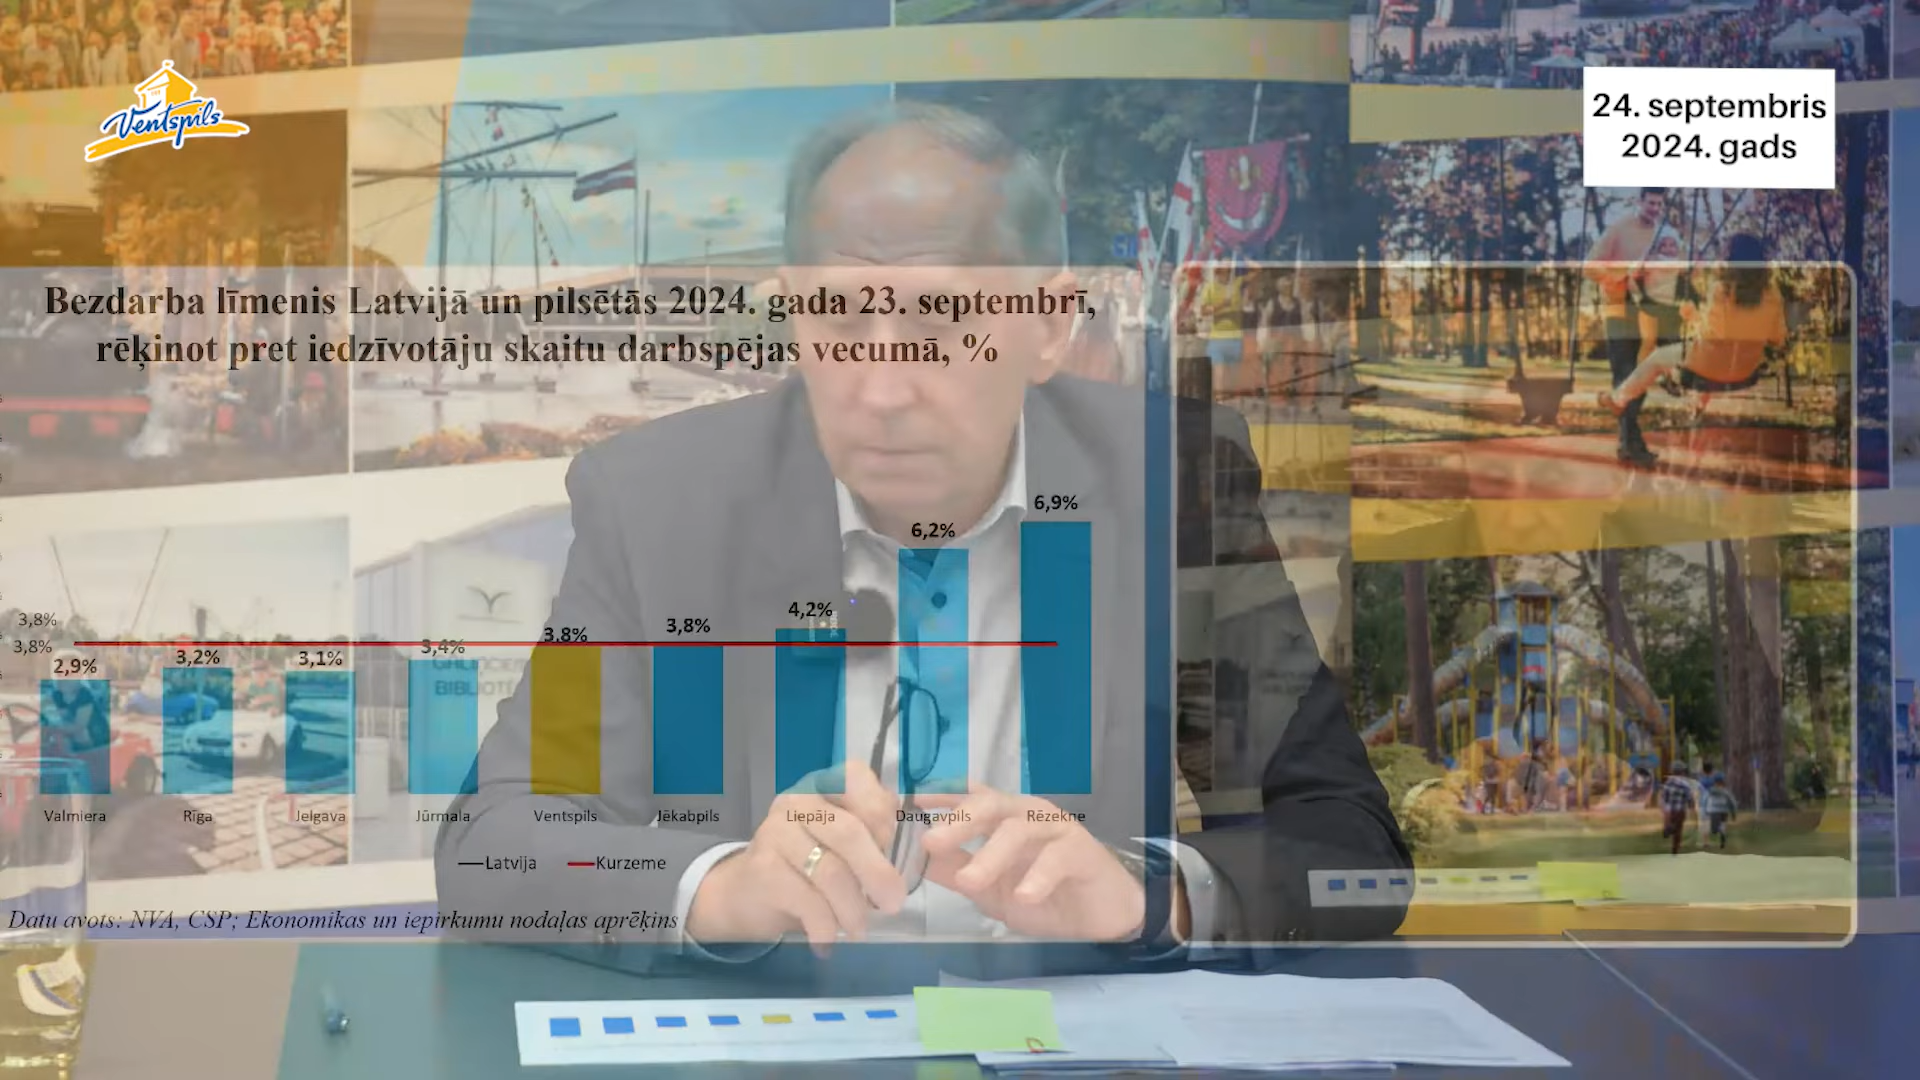 Ventspils
24. septembris
2024. gads
Bezdarba līmenis Latvijā un pilsētās 2024. gada 23. septembrī,
rēķinot pret iedzīvotāju skaitu darbspējas vecumā, %
6,9%
6,2%
4,2%
3,8%
3,8%
3,8%
3,8%
3,4%
3,2%
3,1%
2,9%
Valmiera Rīga Jelgava Jūrmala Ventspils Jēkabpils Liepāja Daugavpils Rēzekne
Latvija Kurzeme
Datu avots: NVA, CSP; Ekonomikas un iepirkumu nodaļas aprēķins